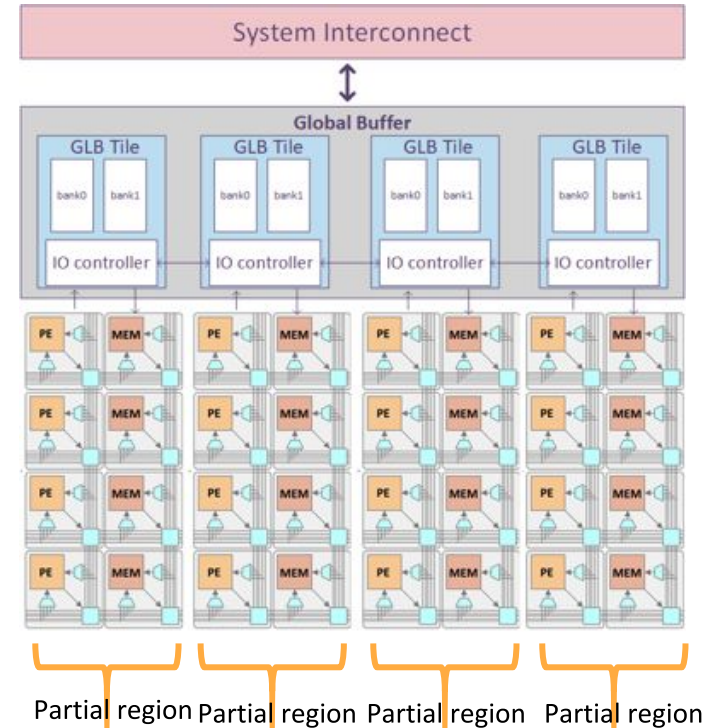 System Interconnect
Global Buffer
GLB Tile GLB Tile GLB Tile GLB Tile
bank0 bank1 bank0 bank1 bank0 bank1 bank0 bank1
IO controller IO controller IO controller IO controller
PE MEM PE MEM PE MEM PE MEM
PE MEM PE MEM PE MEM PE MEM
PE MEM PE MEM PE MEM PE MEM
PE MEM PE MEM PE MEM PE MEM
Partial region Partial region Partial region Partial region